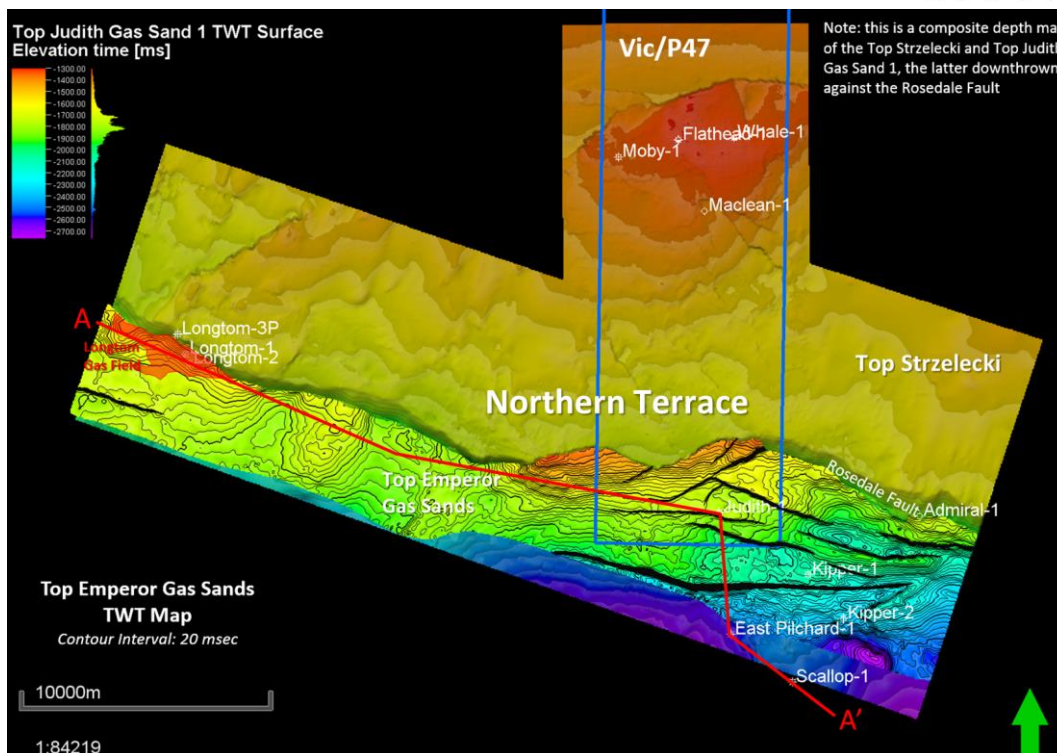 Top Judith Gas Sand 1 TWT Surface
Elevation time [ms]
-1300.00
-1400.00
-1500.00
-1600.00
-1700.00
-1800.00
-1900.00
-2000.00
-2100.00
-2200.00
-2300.00
-2400.00
-2500.00
-2600.00
-2700.00
Vic/P47
Note: this is a composite depth ma
of the Top Strzelecki and Top Judith
Gas Sand 1, the latter downthrown
against the Rosedale Fault
Flathead-1
Whale-1
Moby-1
Maclean-1
A
Longtom-3P
Longtom-1
Longtom-2
Longtom
Gas Field
Top Strzelecki
Northern Terrace
Top Emperor
Gas Sands
Rosedale Fault
Judith-1
Admiral-1
Kipper-1
Kipper-2
East Pilchard-1
Scallop-1
A'
Top Emperor Gas Sands
TWT Map
Contour Interval: 20 msec
10000m
1:84219